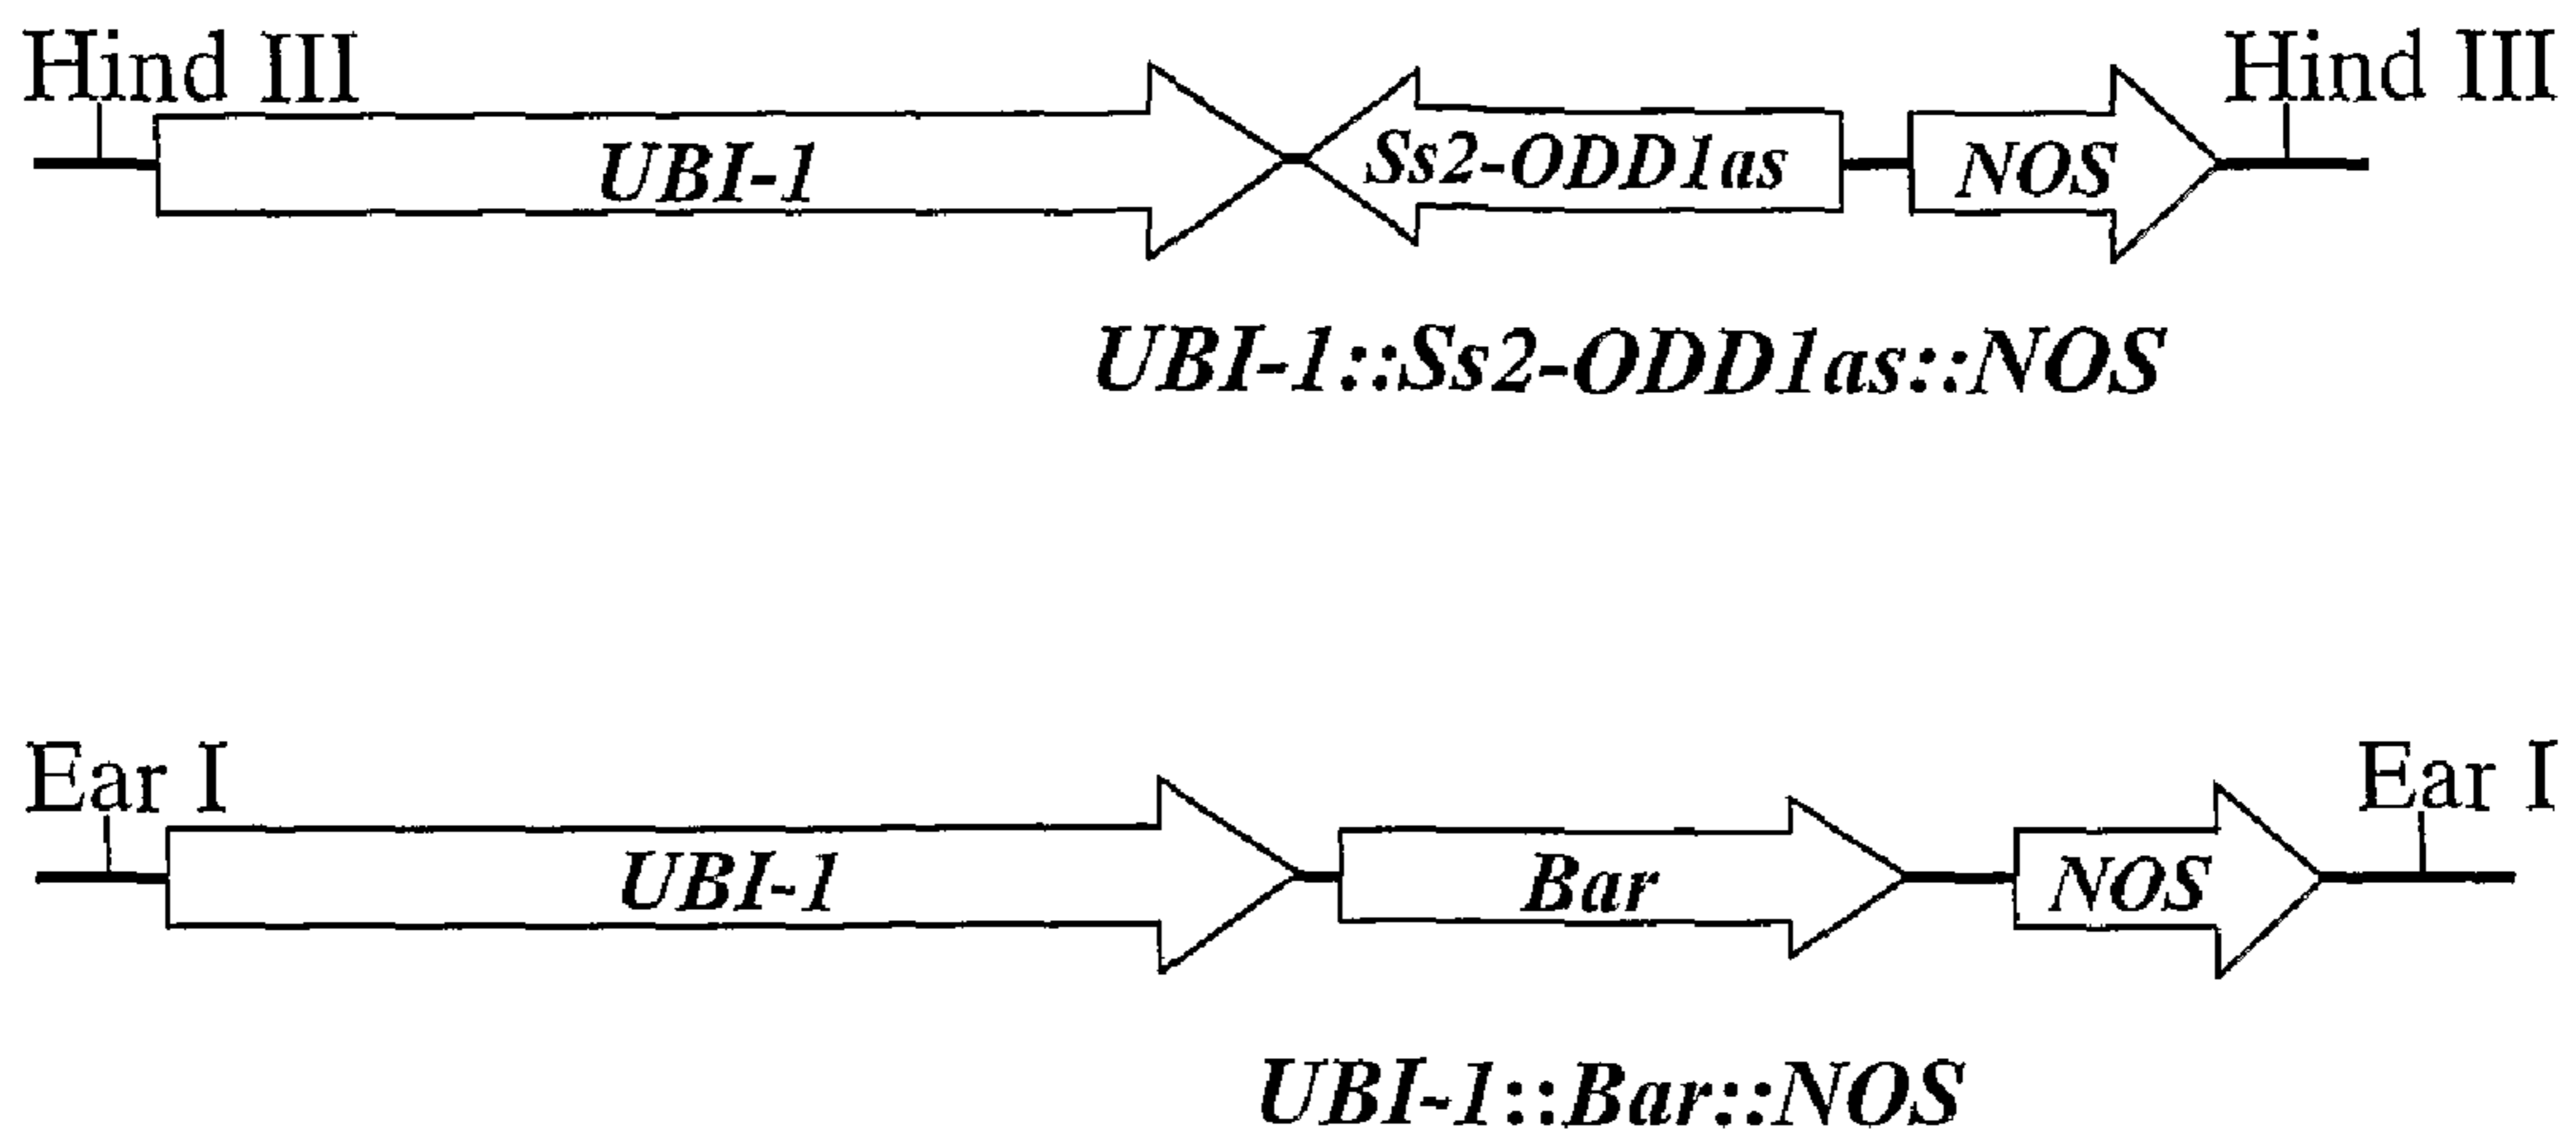 Hind III Hind III
UBI-1 Ss2-ODD1as NOS
UBI-1::Ss2-ODD1as::NOS
Ear I Ear I
UBI-1 Bar NOS
UBI-1::Bar::NOS